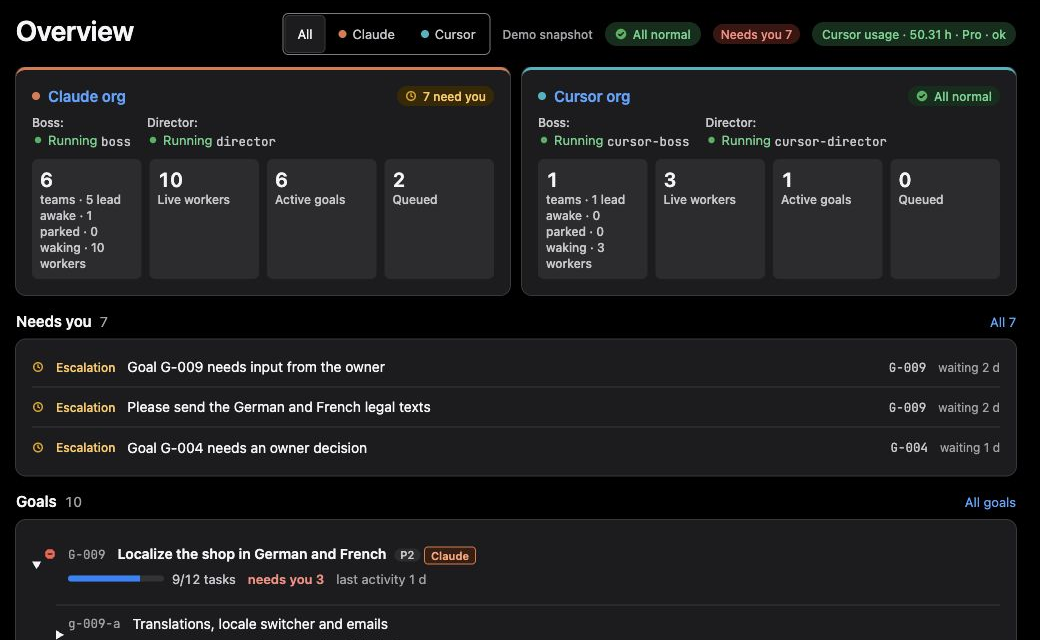 Overview
All Claude Cursor Demo snapshot All normal Needs you 7 Cursor usage · 50.31 h · Pro · ok
Claude org 7 need you
Boss: Director:
Running boss Running director
6
teams · 5 lead
awake · 1
parked · 0
waking · 10
workers
10
Live workers
6
Active goals
2
Queued
Cursor org All normal
Boss: Director:
Running cursor-boss Running cursor-director
1
teams · 1 lead
awake · 0
parked · 0
waking · 3
workers
3
Live workers
1
Active goals
0
Queued
Needs you 7 All 7
Escalation Goal G-009 needs input from the owner G-009 waiting 2 d
Escalation Please send the German and French legal texts G-009 waiting 2 d
Escalation Goal G-004 needs an owner decision G-004 waiting 1 d
Goals 10 All goals
G-009 Localize the shop in German and French P2 Claude
9/12 tasks needs you 3 last activity 1 d
g-009-a Translations, locale switcher and emails